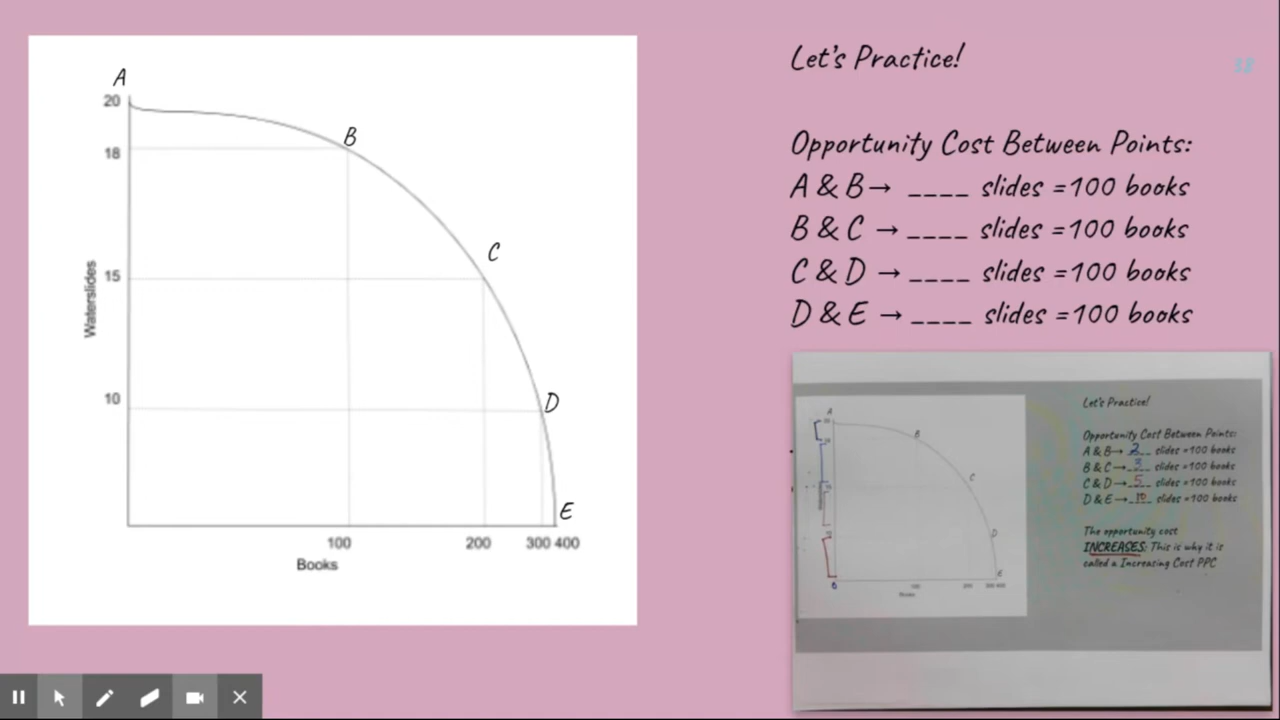 A
20
B
18
C
15
Waterslides
D
10
E
100
200
300 400
Books
Let's Practice!
Opportunity Cost Between Points:
A & B→ ____ slides =100 books
B & C → ____ slides =100 books
C & D → ____ slides =100 books
D & E → ____ slides =100 books
A
B
C
D
E
0
Let's Practice!
Opportunity Cost Between Points:
A & B→ 2 slides =100 books
B & C → 3 slides =100 books
C & D → 5 slides =100 books
D & E → 10 slides =100 books
The opportunity cost
INCREASES: This is why it is
called a Increasing Cost PPC